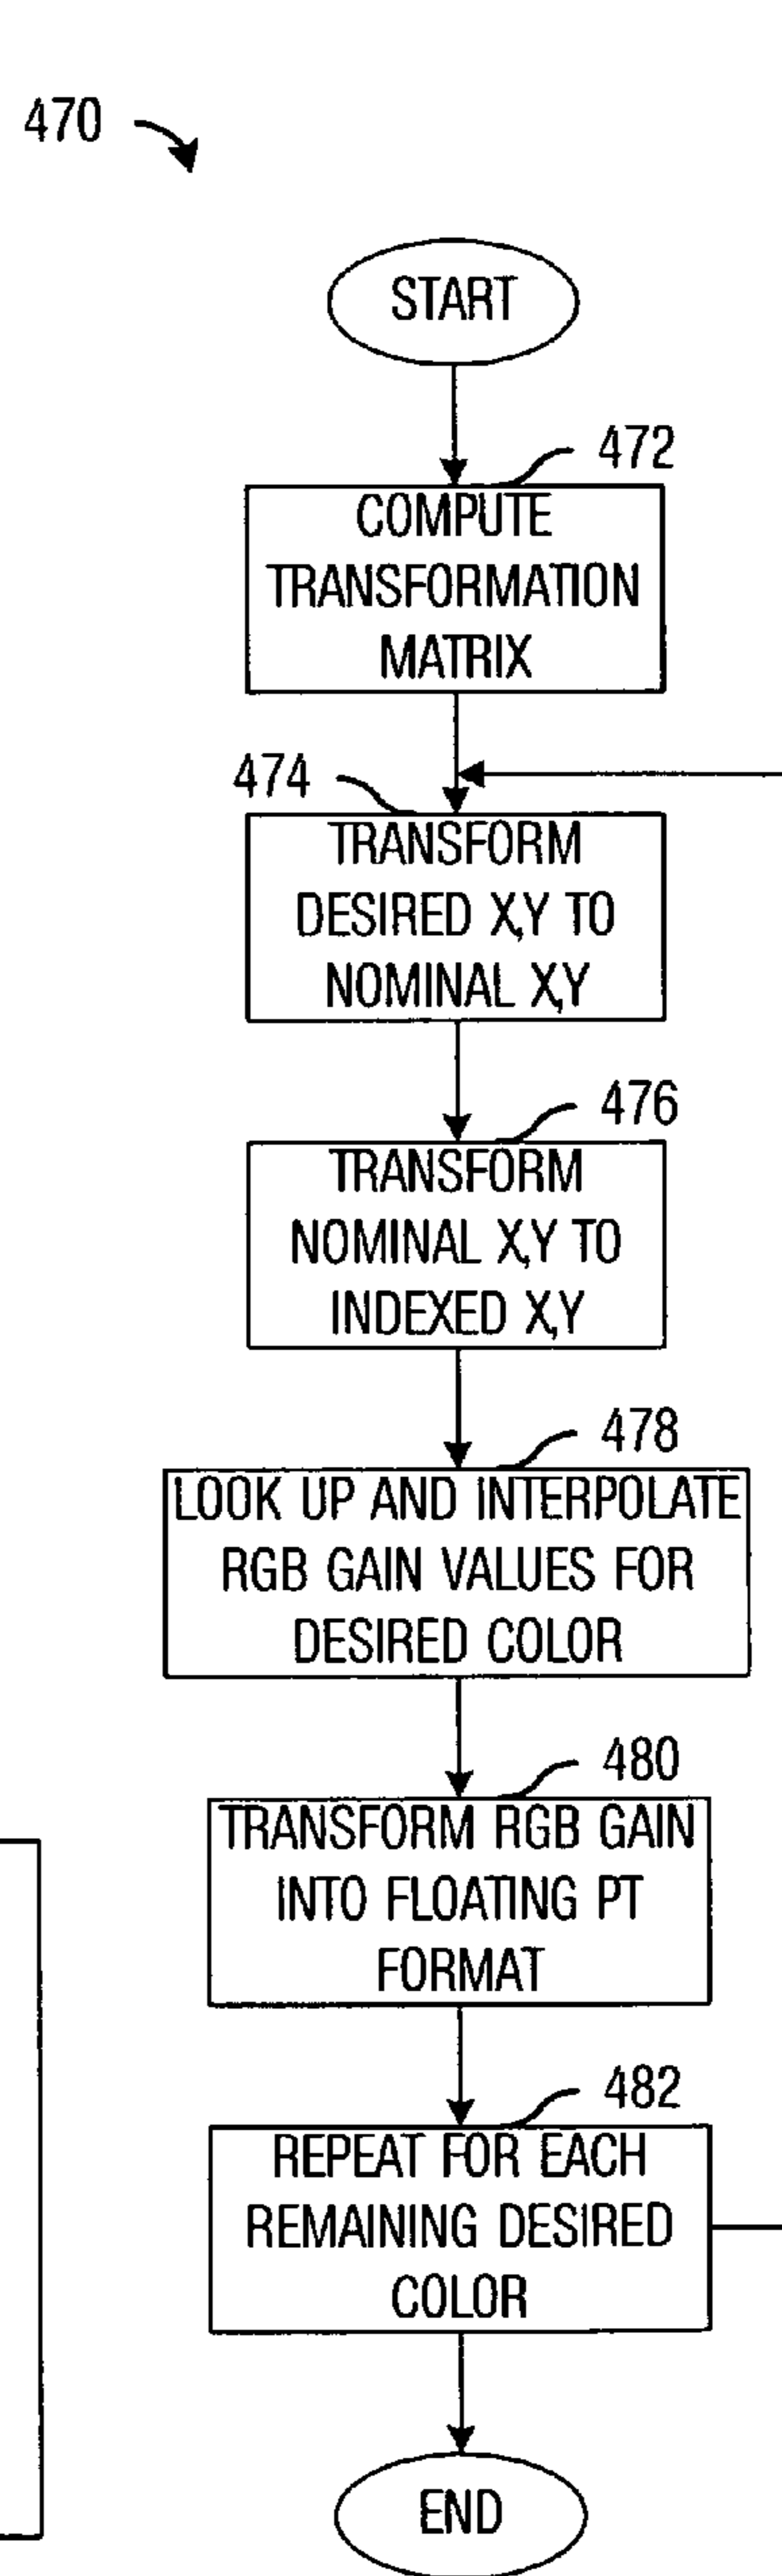 470
START
472
COMPUTE
TRANSFORMATION
MATRIX
474
TRANSFORM
DESIRED X,Y TO
NOMINAL X,Y
476
TRANSFORM
NOMINAL X,Y TO
INDEXED X,Y
478
LOOK UP AND INTERPOLATE
RGB GAIN VALUES FOR
DESIRED COLOR
480
TRANSFORM RGB GAIN
INTO FLOATING PT
FORMAT
482
REPEAT FOR EACH
REMAINING DESIRED
COLOR
END